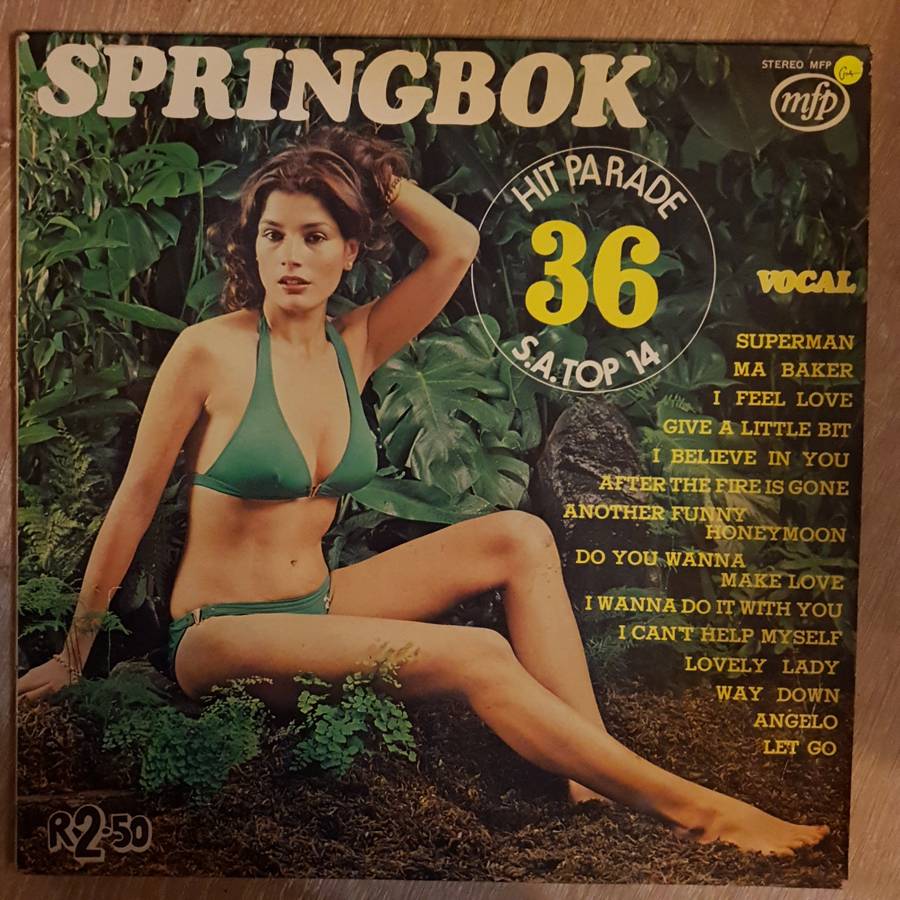 SPRINGBOK
STEREO MFP
mfp
HIT PARADE
36
S.A. TOP 14
VOCAL
SUPERMAN
MA BAKER
I FEEL LOVE
GIVE A LITTLE BIT
I BELIEVE IN YOU
AFTER THE FIRE IS GONE
ANOTHER FUNNY
HONEYMOON
DO YOU WANNA
MAKE LOVE
I WANNA DO IT WITH YOU
I CAN'T HELP MYSELF
LOVELY LADY
WAY DOWN
ANGELO
LET GO
R2·50